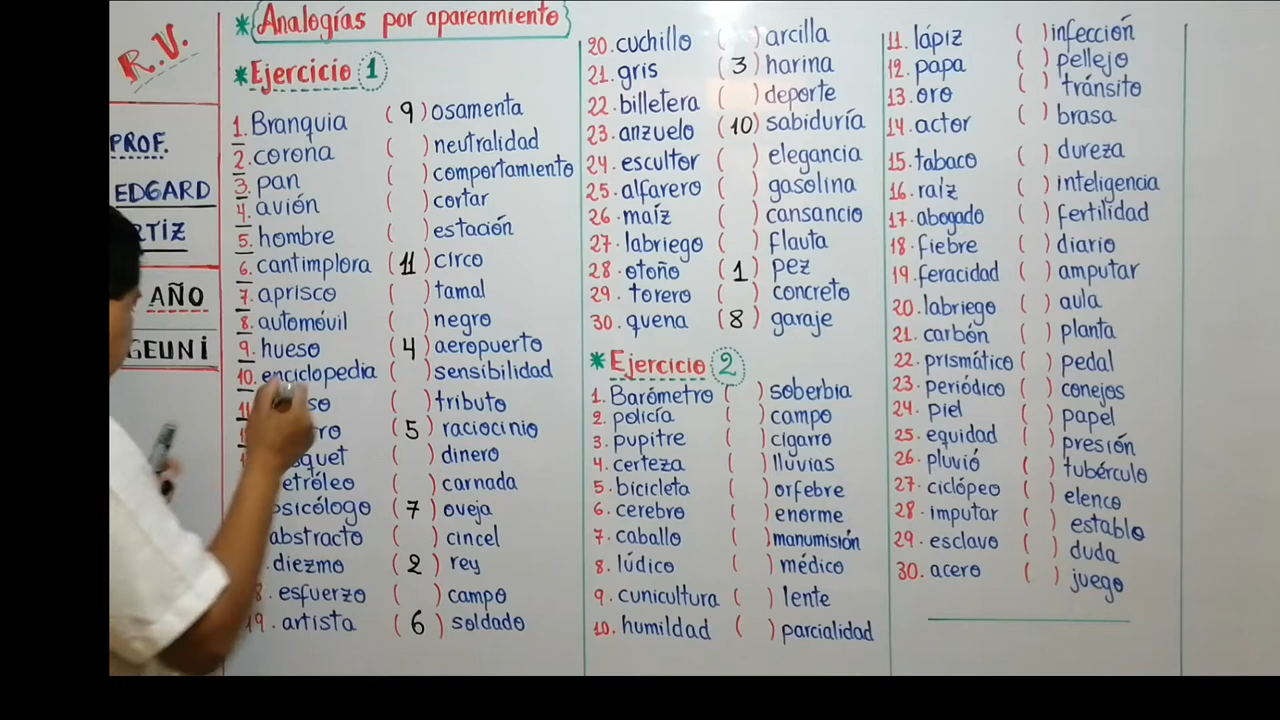 R.V.
PROF.
EDGARD
RTIZ
AÑO
GEUNI
* Analogías por apareamiento
* Ejercicio 1
1. Branquia (9) osamenta
2. corona ( ) neutralidad
3. pan ( ) comportamiento
4. avión ( ) cortar
5. hombre ( ) estación
6. cantimplora (11) circo
7. aprisco ( ) tamal
8. automóvil ( ) negro
9. hueso (4) aeropuerto
10. enciclopedia ( ) sensibilidad
so ( ) tributo
ro (5) raciocinio
squet ( ) dinero
etróleo ( ) carnada
psicólogo (7) oveja
abstracto ( ) cincel
. diezmo (2) rey
8. esfuerzo ( ) campo
19. artista (6) soldado
20. cuchillo ( ) arcilla
21. gris (3) harina
22. billetera ( ) deporte
23. anzuelo (10) sabiduría
24. escultor ( ) elegancia
25. alfarero ( ) gasolina
26. maíz ( ) cansancio
27. labriego ( ) flauta
28. otoño (1) pez
29. torero ( ) concreto
30. quena (8) garaje
* Ejercicio 2
1. Barómetro ( ) soberbia
2. policía ( ) campo
3. pupitre ( ) cigarro
4. certeza ( ) lluvias
5. bicicleta ( ) orfebre
6. cerebro ( ) enorme
7. caballo ( ) manumisión
8. lúdico ( ) médico
9. cunicultura ( ) lente
10. humildad ( ) parcialidad
11. lápiz ( ) infección
12. papa ( ) pellejo
13. oro ( ) tránsito
14. actor ( ) brasa
15. tabaco ( ) dureza
16. raíz ( ) inteligencia
17. abogado ( ) fertilidad
18. fiebre ( ) diario
19. feracidad ( ) amputar
20. labriego ( ) aula
21. carbón ( ) planta
22. prismático ( ) pedal
23. periódico ( ) conejos
24. piel ( ) papel
25. equidad ( ) presión
26. pluvió ( ) tubérculo
27. ciclópeo ( ) elenco
28. imputar ( ) establo
29. esclavo ( ) duda
30. acero ( ) juego